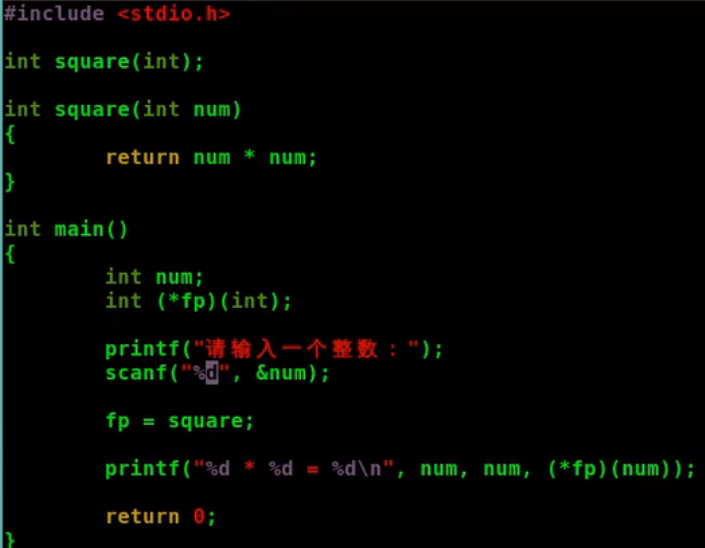 #include <stdio.h>
int square(int);
int square(int num)
{
return num * num;
}
int main()
{
int num;
int (*fp)(int);
printf("请输入一个整数：");
scanf("%d", &num);
fp = square;
printf("%d * %d = %d\n", num, num, (*fp)(num));
return 0;
}